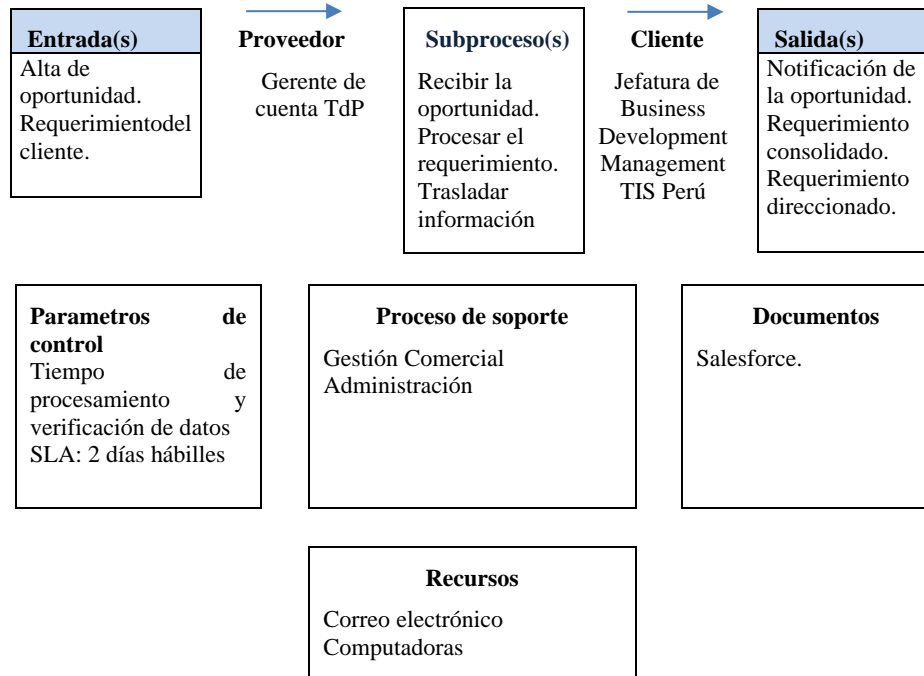 Entrada(s)
Alta de
oportunidad.
Requerimientodel
cliente.
Proveedor
Gerente de
cuenta TdP
Subproceso(s)
Recibir la
oportunidad.
Procesar el
requerimiento.
Trasladar
información
Cliente
Jefatura de
Business
Development
Management
TIS Perú
Salida(s)
Notificación de
la oportunidad.
Requerimiento
consolidado.
Requerimiento
direccionado.
Parametros de
control
Tiempo de
procesamiento y
verificación de datos
SLA: 2 días hábilles
Proceso de soporte
Gestión Comercial
Administración
Documentos
Salesforce.
Recursos
Correo electrónico
Computadoras